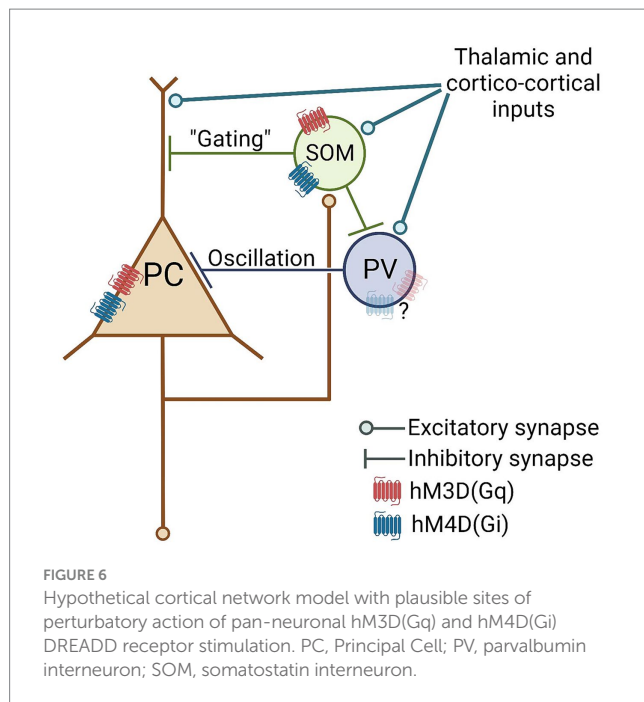 Thalamic and
cortico-cortical
inputs
"Gating"
SOM
PC
Oscillation
PV
?
Excitatory synapse
Inhibitory synapse
hM3D(Gq)
hM4D(Gi)
FIGURE 6
Hypothetical cortical network model with plausible sites of
perturbatory action of pan-neuronal hM3D(Gq) and hM4D(Gi)
DREADD receptor stimulation. PC, Principal Cell; PV, parvalbumin
interneuron; SOM, somatostatin interneuron.